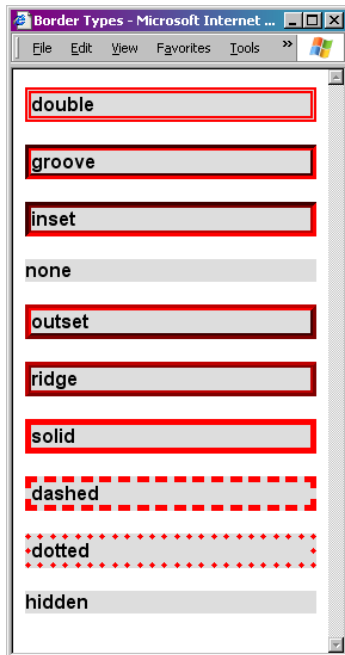 Border Types - Microsoft Internet ...
File Edit View Favorites Tools »
double
groove
inset
none
outset
ridge
solid
dashed
dotted
hidden